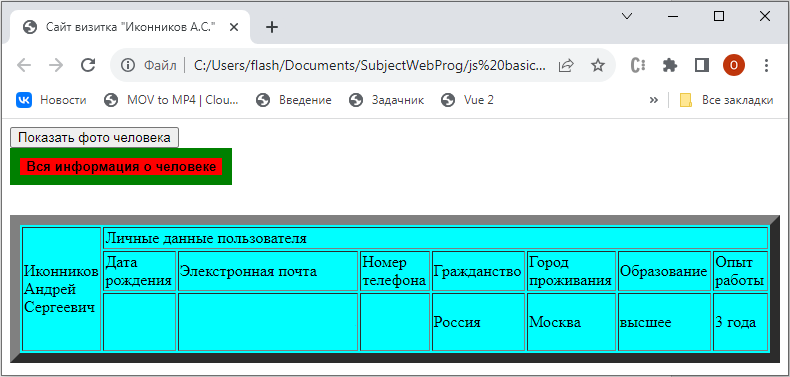 Сайт визитка "Иконников А.С."
Файл C:/Users/flash/Documents/SubjectWebProg/js%20basic... О
Новости MOV to MP4 | Clou... Введение Задачник Vue 2 » Все закладки
Показать фото человека
Вся информация о человеке
Иконников Андрей Сергеевич
Личные данные пользователя
Дата рождения
Элекстронная почта
Номер телефона
Гражданство
Город проживания
Образование
Опыт работы
Россия
Москва
высшее
3 года